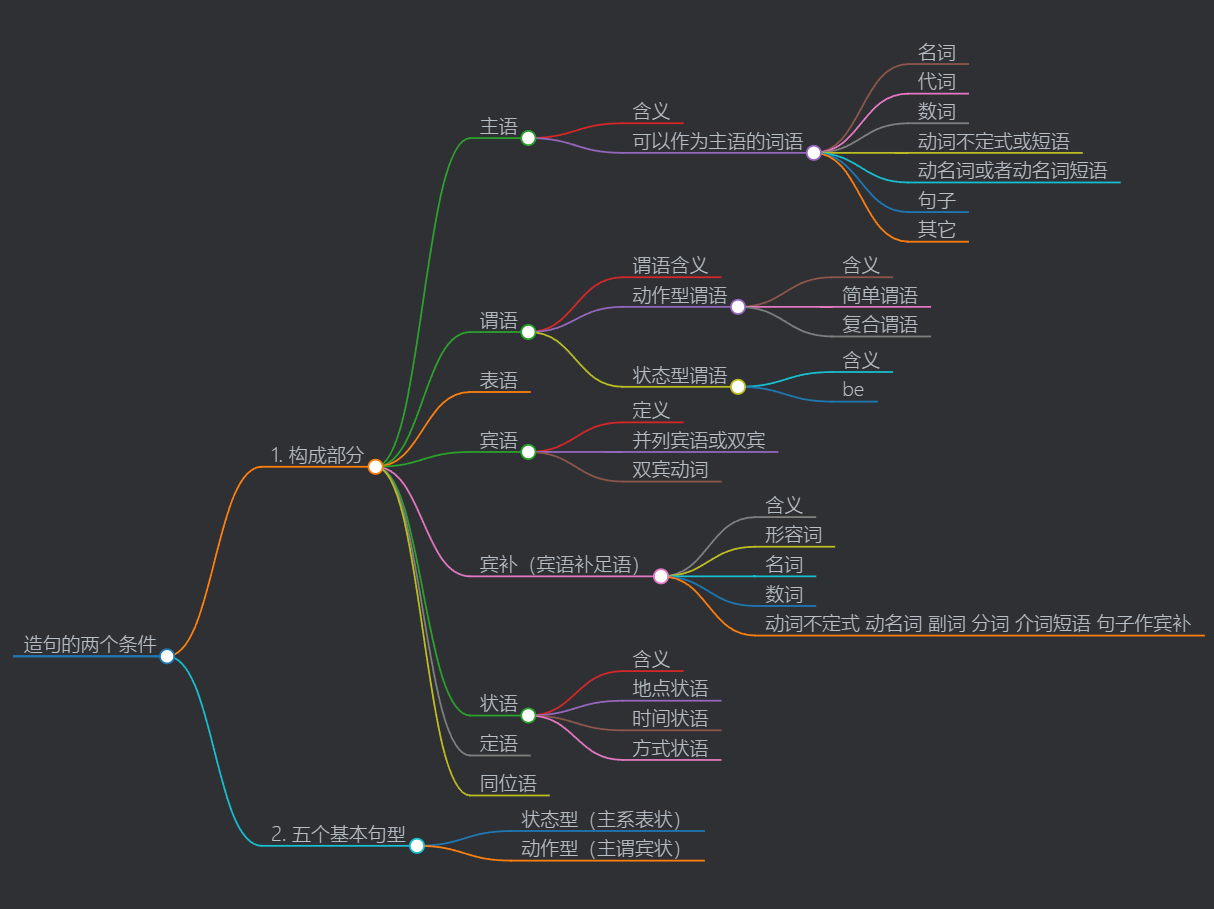 造句的两个条件
1. 构成部分
主语
含义
可以作为主语的词语
名词
代词
数词
动词不定式或短语
动名词或者动名词短语
句子
其它
谓语
谓语含义
动作型谓语
含义
简单谓语
复合谓语
状态型谓语
含义
be
表语
宾语
定义
并列宾语或双宾
双宾动词
宾补（宾语补足语）
含义
形容词
名词
数词
动词不定式 动名词 副词 分词 介词短语 句子作宾补
状语
含义
地点状语
时间状语
方式状语
定语
同位语
2. 五个基本句型
状态型（主系表状）
动作型（主谓宾状）